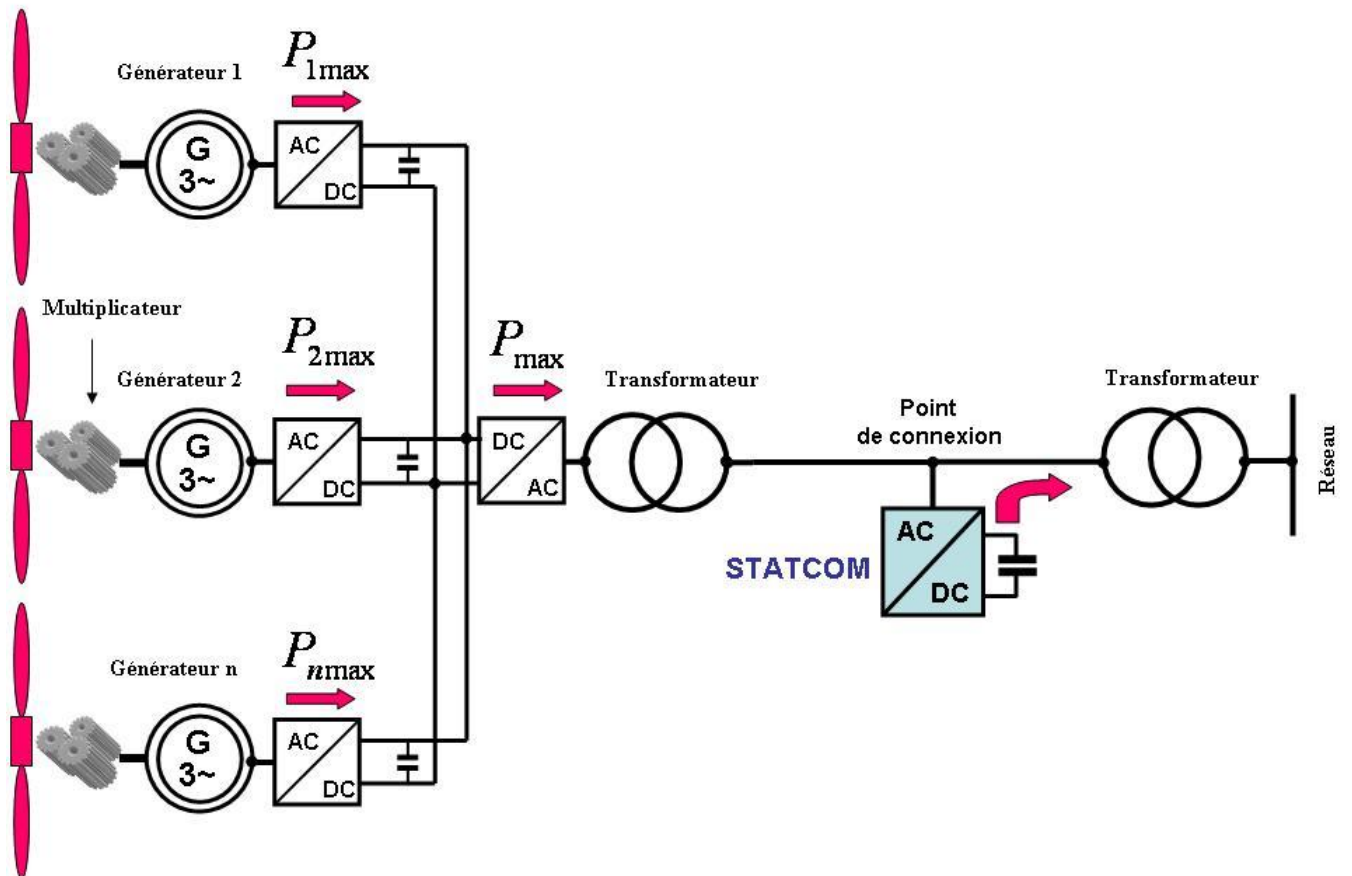 Générateur 1
P1max
G
3~
AC
DC
Multiplicateur
Générateur 2
P2max
G
3~
AC
DC
Pmax
DC
AC
Transformateur
Point
de connexion
Transformateur
Réseau
STATCOM
AC
DC
Générateur n
Pnmax
G
3~
AC
DC